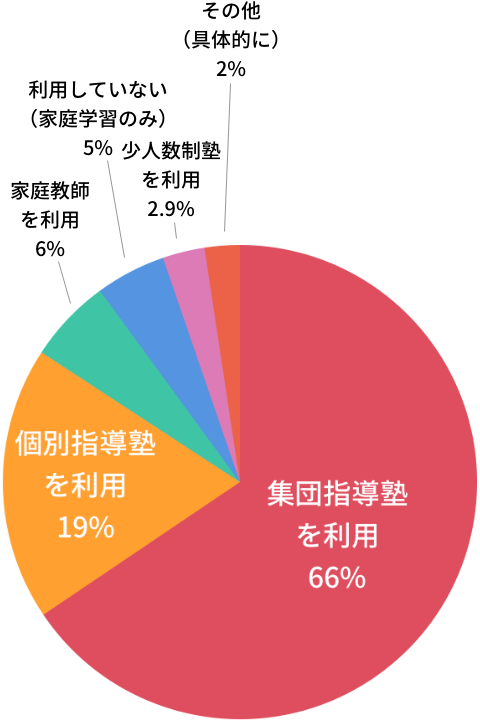 その他
（具体的に）
2%
利用していない
（家庭学習のみ）
5%
少人数制塾
を利用
2.9%
家庭教師
を利用
6%
個別指導塾
を利用
19%
集団指導塾
を利用
66%